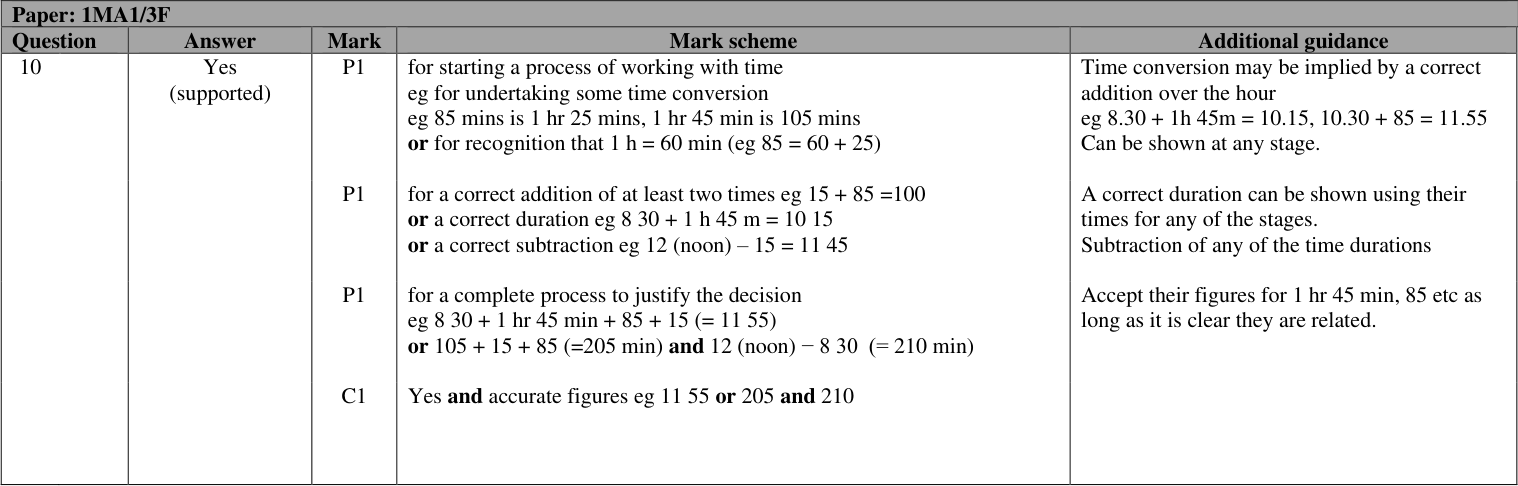 Paper: 1MA1/3F
Question Answer Mark Mark scheme Additional guidance
10 Yes P1 for starting a process of working with time Time conversion may be implied by a correct
(supported) eg for undertaking some time conversion addition over the hour
eg 85 mins is 1 hr 25 mins, 1 hr 45 min is 105 mins eg 8.30 + 1h 45m = 10.15, 10.30 + 85 = 11.55
or for recognition that 1 h = 60 min (eg 85 = 60 + 25) Can be shown at any stage.
P1 for a correct addition of at least two times eg 15 + 85 =100 A correct duration can be shown using their
or a correct duration eg 8 30 + 1 h 45 m = 10 15 times for any of the stages.
or a correct subtraction eg 12 (noon) – 15 = 11 45 Subtraction of any of the time durations
P1 for a complete process to justify the decision Accept their figures for 1 hr 45 min, 85 etc as
eg 8 30 + 1 hr 45 min + 85 + 15 (= 11 55) long as it is clear they are related.
or 105 + 15 + 85 (=205 min) and 12 (noon) − 8 30 (= 210 min)
C1 Yes and accurate figures eg 11 55 or 205 and 210